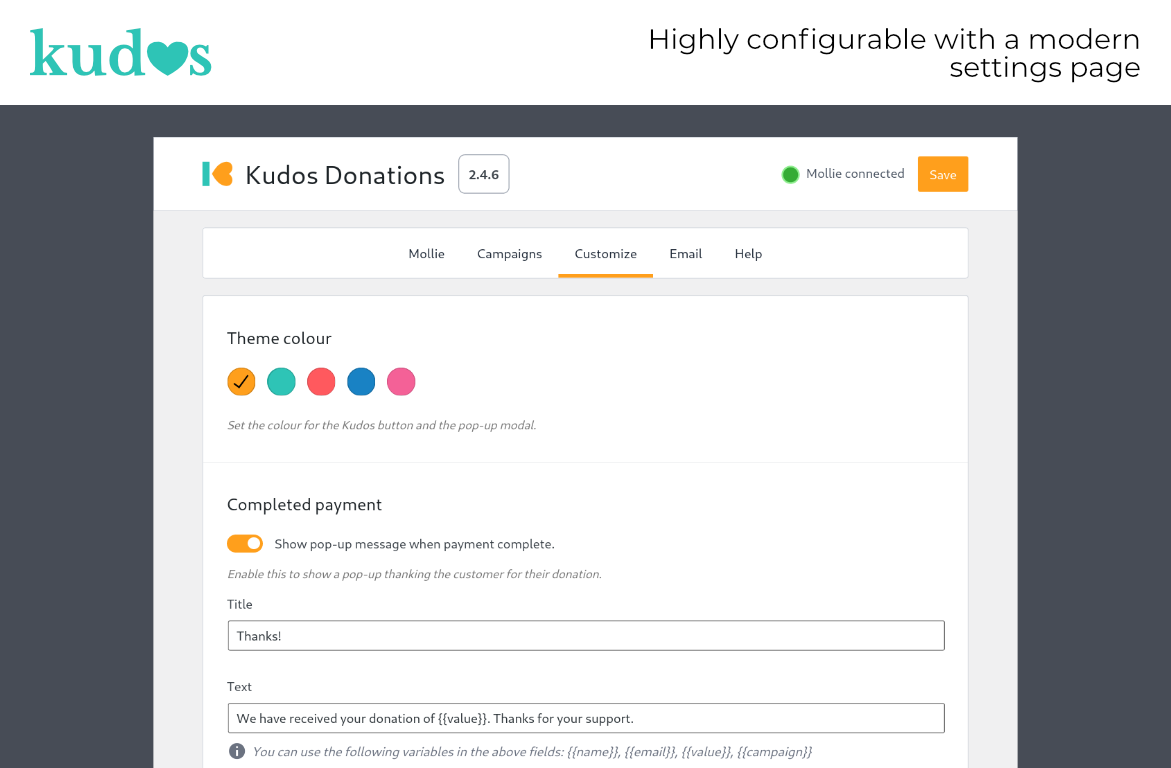 kudos
Highly configurable with a modern
settings page
Kudos Donations
2.4.6
Mollie connected
Save
Mollie
Campaigns
Customize
Email
Help
Theme colour
Set the colour for the Kudos button and the pop-up modal.
Completed payment
Show pop-up message when payment complete.
Enable this to show a pop-up thanking the customer for their donation.
Title
Thanks!
Text
We have received your donation of {{value}}. Thanks for your support.
You can use the following variables in the above fields: {{name}}, {{email}}, {{value}}, {{campaign}}